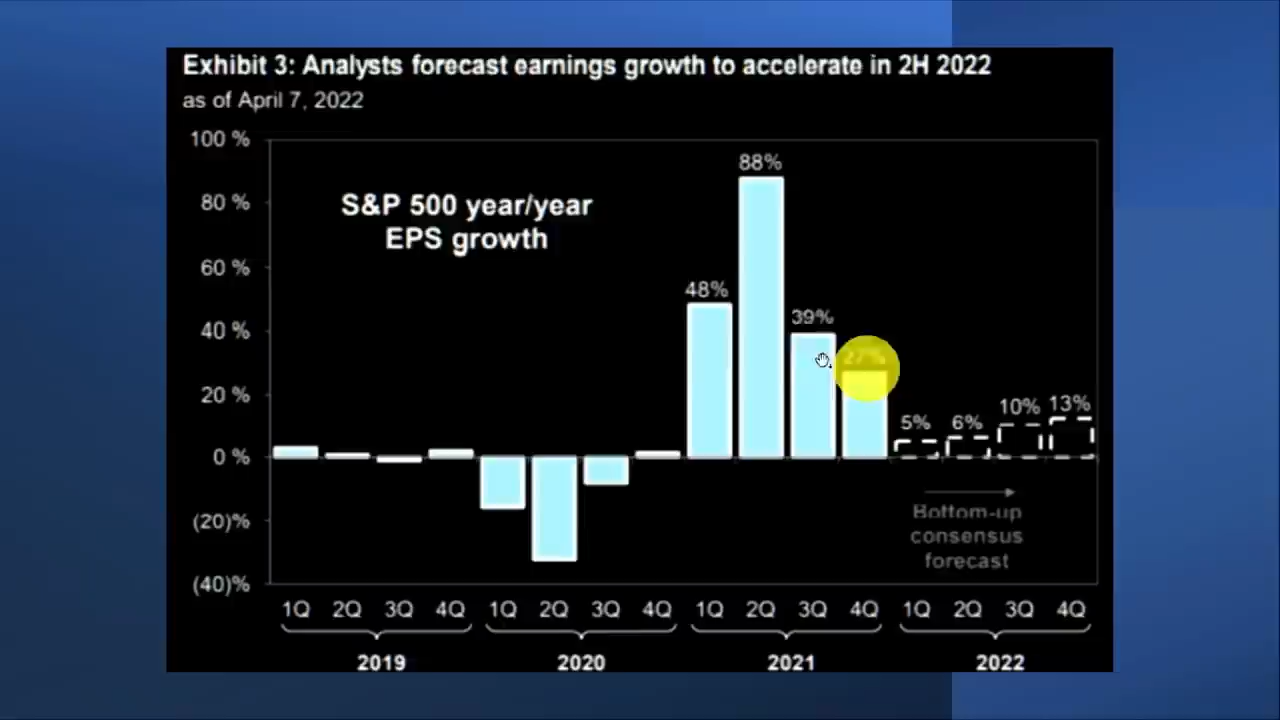 Exhibit 3: Analysts forecast earnings growth to accelerate in 2H 2022
as of April 7, 2022
100 %
80 %
60 %
40 %
20 %
0 %
(20)%
(40)%
S&P 500 year/year
EPS growth
48%
88%
39%
27%
5%
6%
10%
13%
Bottom-up
consensus
forecast
1Q 2Q 3Q 4Q 1Q 2Q 3Q 4Q 1Q 2Q 3Q 4Q 1Q 2Q 3Q 4Q
2019 2020 2021 2022